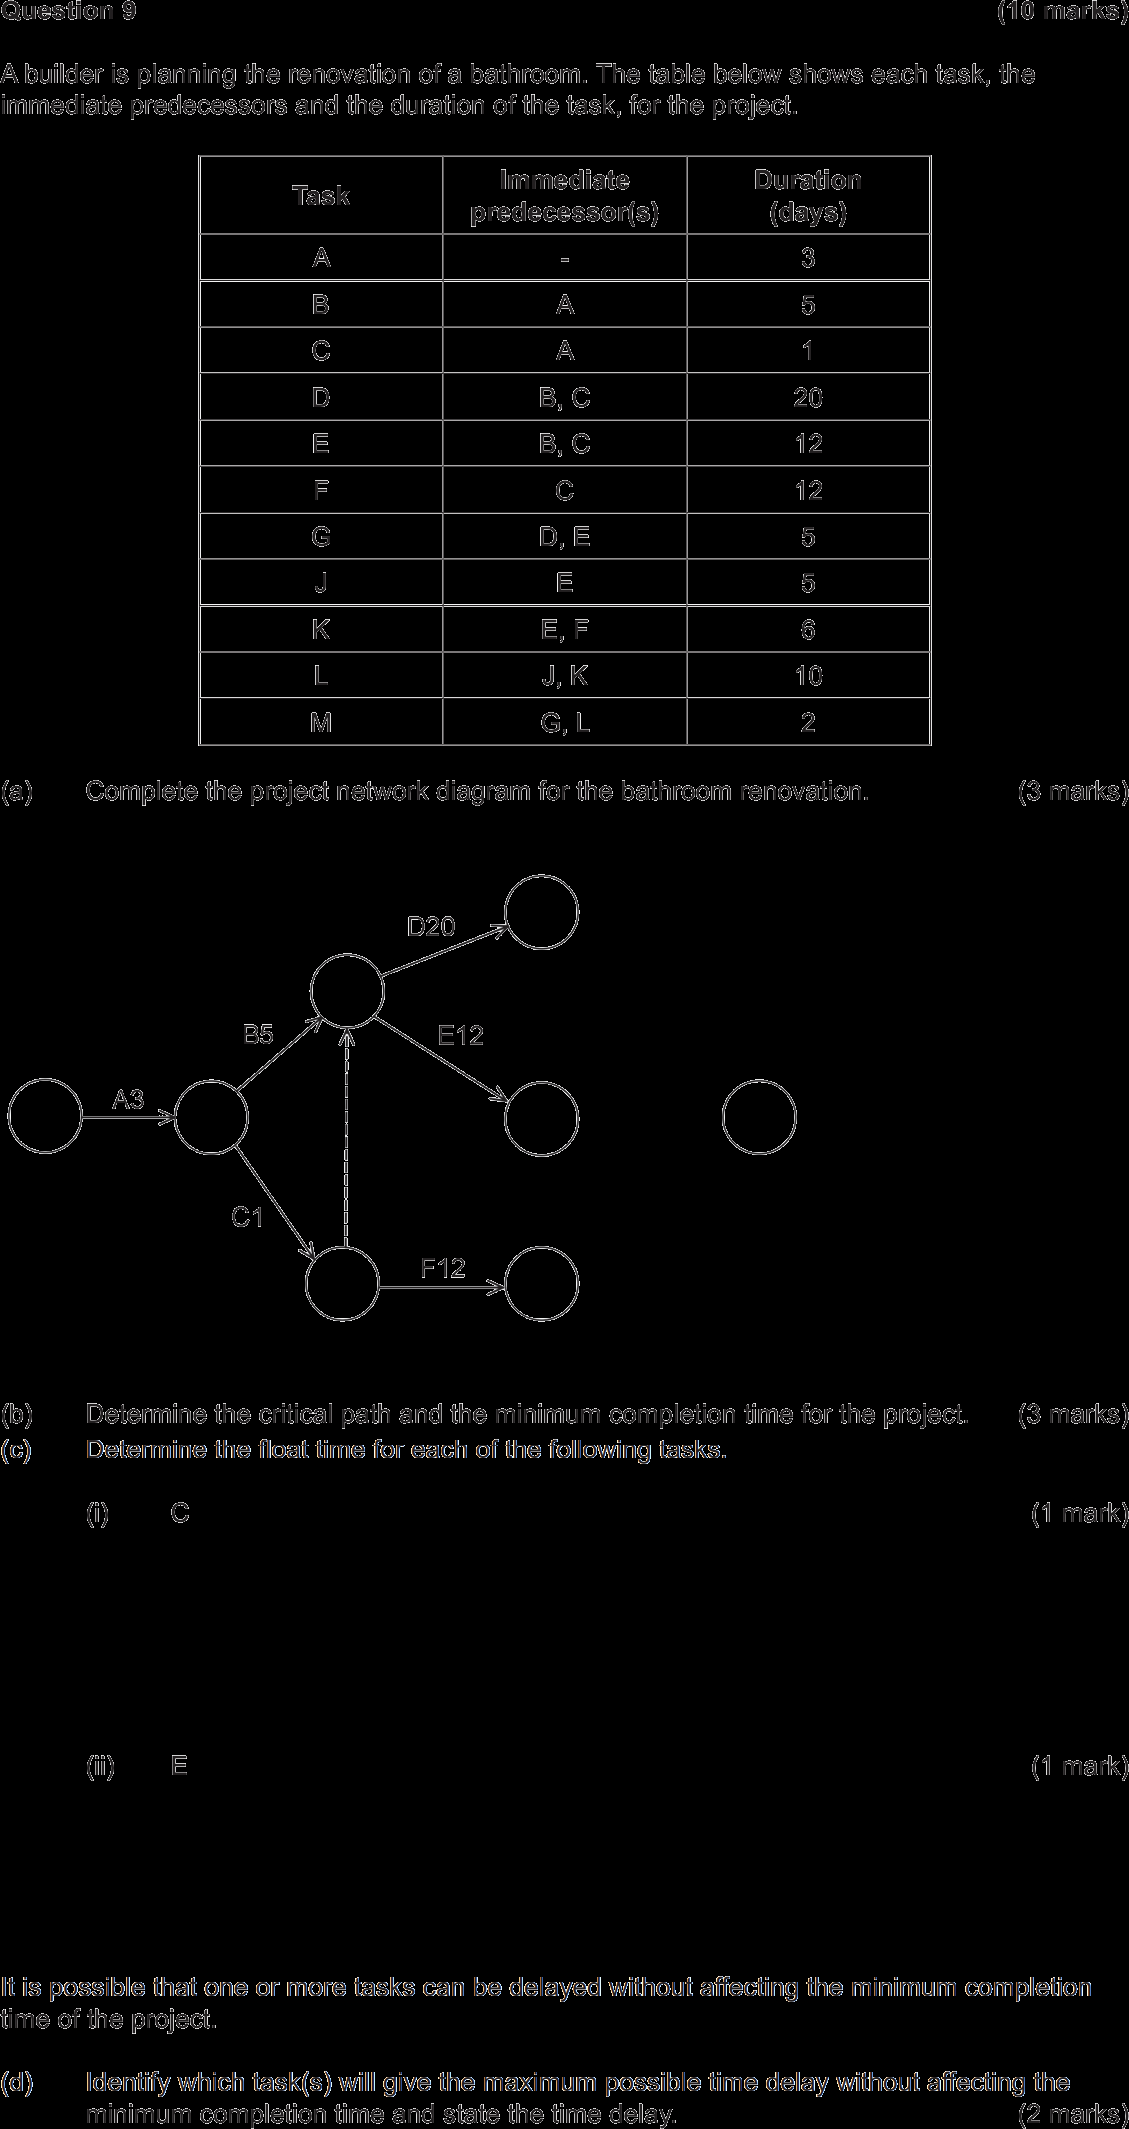 Question 9 (10 marks)
A builder is planning the renovation of a bathroom. The table below shows each task, the
immediate predecessors and the duration of the task, for the project.
Task Immediate predecessor(s) Duration (days)
A - 3
B A 5
C A 1
D B, C 20
E B, C 12
F C 12
G D, E 5
J E 5
K E, F 6
L J, K 10
M G, L 2
(a) Complete the project network diagram for the bathroom renovation. (3 marks)
D20
B5
E12
A3
C1
F12
(b) Determine the critical path and the minimum completion time for the project. (3 marks)
(c) Determine the float time for each of the following tasks.
(i) C (1 mark)
(ii) E (1 mark)
It is possible that one or more tasks can be delayed without affecting the minimum completion
time of the project.
(d) Identify which task(s) will give the maximum possible time delay without affecting the
minimum completion time and state the time delay. (2 marks)